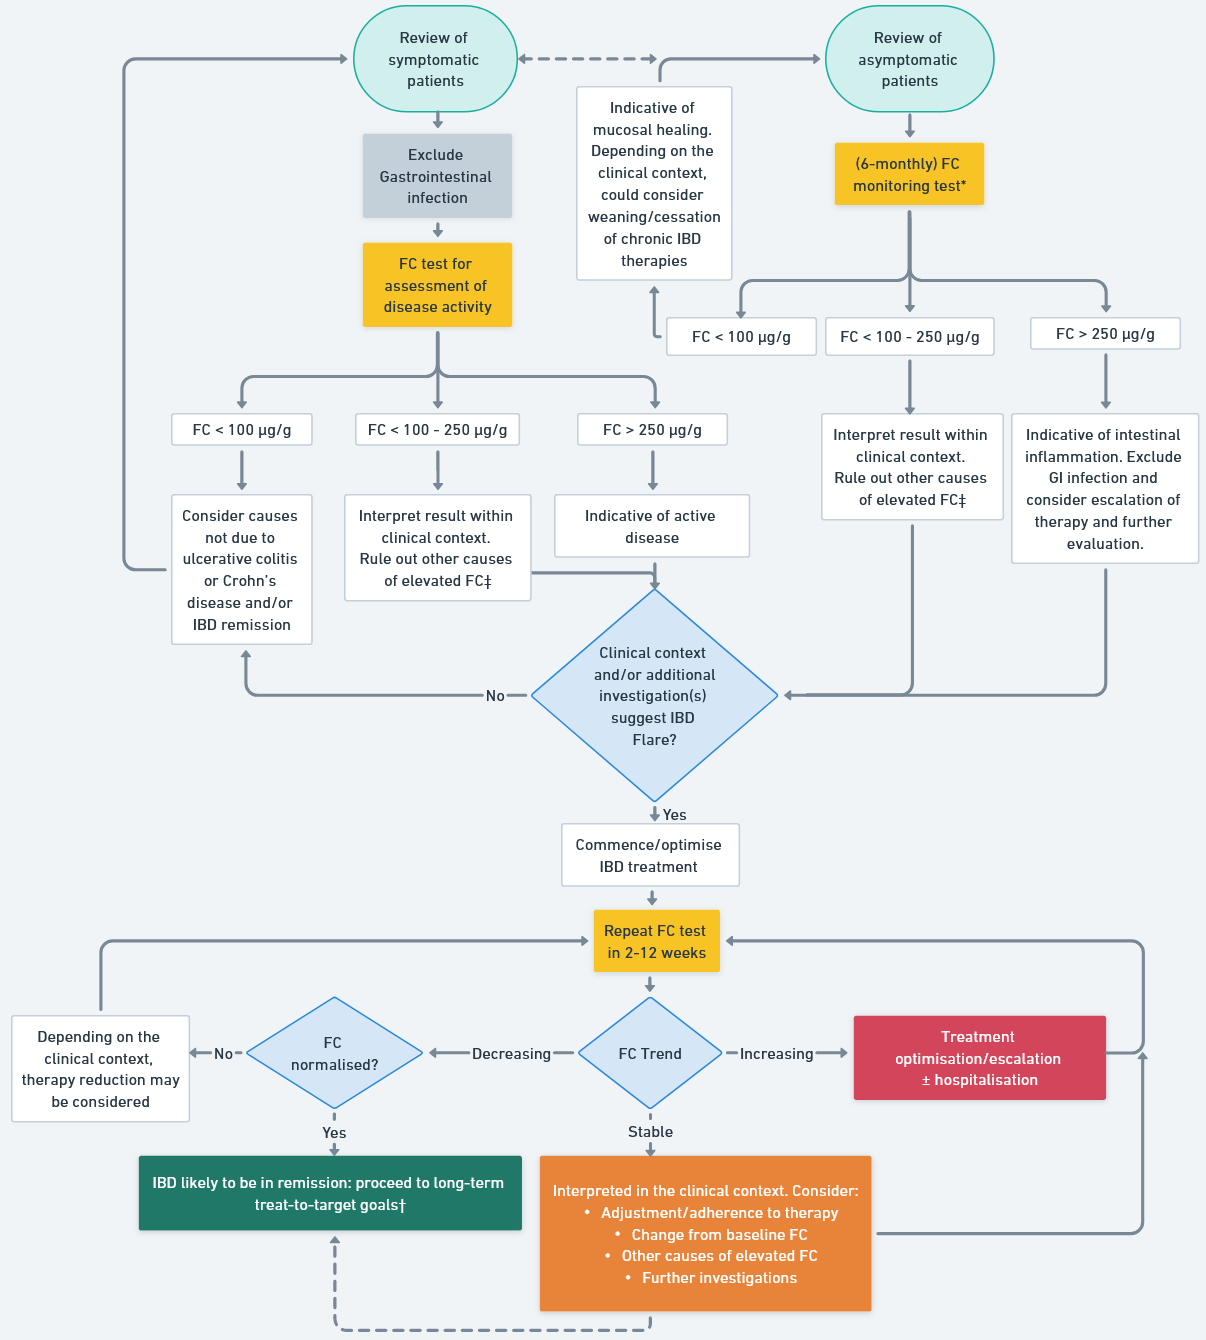 Review of
symptomatic
patients
Review of
asymptomatic
patients
Exclude
Gastrointestinal
infection
Indicative of
mucosal healing.
Depending on the
clinical context,
could consider
weaning/cessation
of chronic IBD
therapies
(6-monthly) FC
monitoring test*
FC test for
assessment of
disease activity
FC < 100 µg/g
FC < 100 - 250 µg/g
FC > 250 µg/g
FC < 100 µg/g
FC < 100 - 250 µg/g
FC > 250 µg/g
Interpret result within
clinical context.
Rule out other causes
of elevated FC‡
Indicative of intestinal
inflammation. Exclude
GI infection and
consider escalation of
therapy and further
evaluation.
Consider causes
not due to
ulcerative colitis
or Crohn's
disease and/or
IBD remission
Interpret result within
clinical context.
Rule out other causes
of elevated FC‡
Indicative of active
disease
Clinical context
and/or additional
investigation(s)
suggest IBD
Flare?
No
Yes
Commence/optimise
IBD treatment
Repeat FC test
in 2-12 weeks
Depending on the
clinical context,
therapy reduction may
be considered
No
FC
normalised?
Decreasing
FC Trend
Increasing
Treatment
optimisation/escalation
± hospitalisation
Yes
Stable
IBD likely to be in remission: proceed to long-term
treat-to-target goals†
Interpreted in the clinical context. Consider:
• Adjustment/adherence to therapy
• Change from baseline FC
• Other causes of elevated FC
• Further investigations